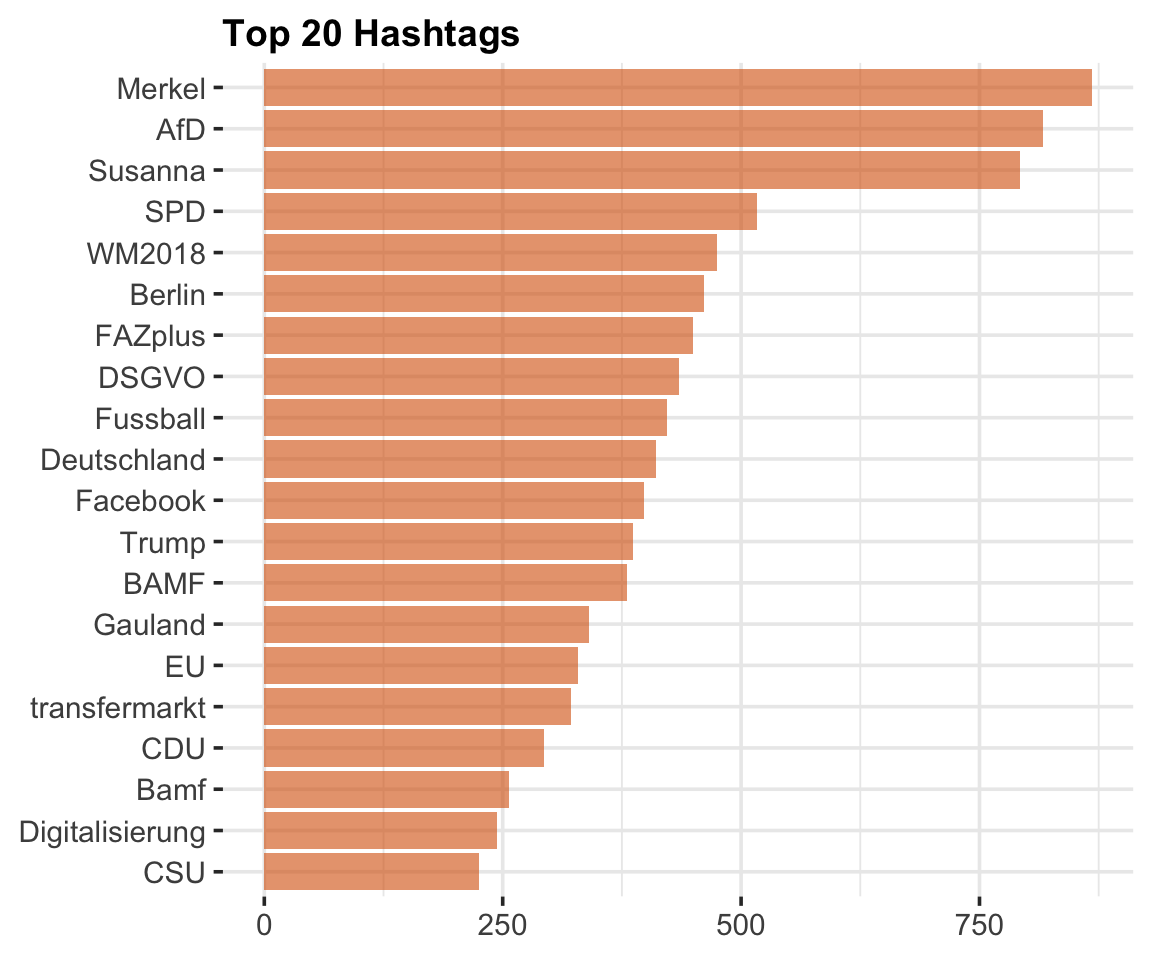 Top 20 Hashtags
Merkel
AfD
Susanna
SPD
WM2018
Berlin
FAZplus
DSGVO
Fussball
Deutschland
Facebook
Trump
BAMF
Gauland
EU
transfermarkt
CDU
Bamf
Digitalisierung
CSU
0 250 500 750